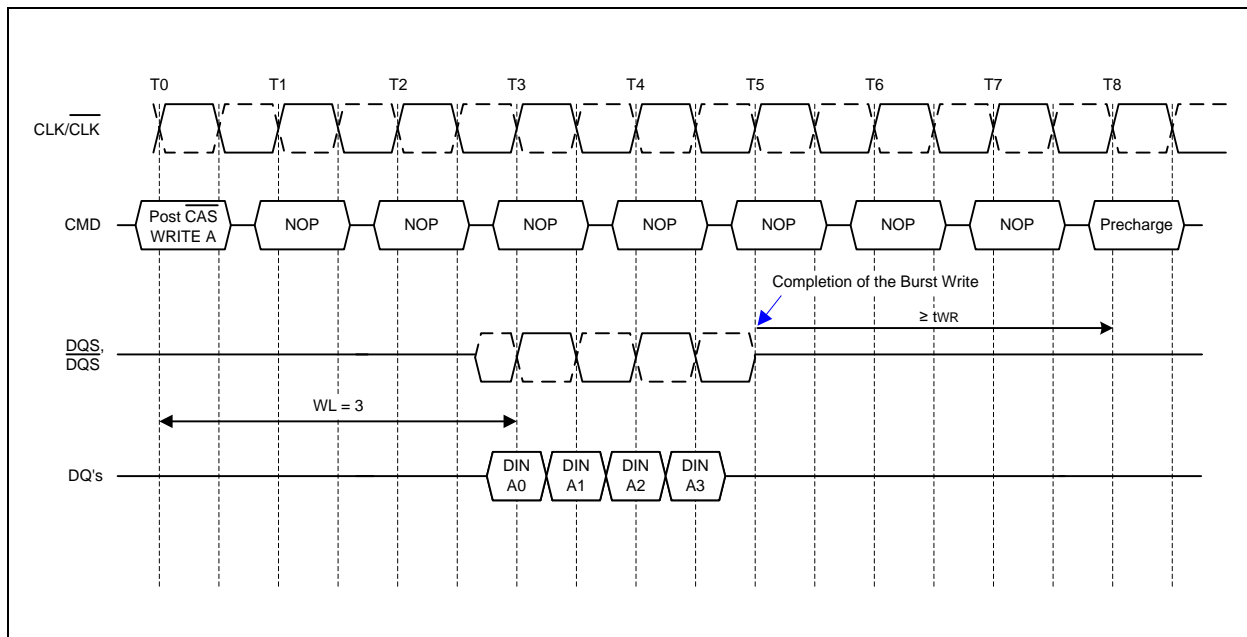 T0 T1 T2 T3 T4 T5 T6 T7 T8
CLK/CLK
CMD
Post CAS
WRITE A
NOP NOP NOP NOP NOP NOP NOP Precharge
Completion of the Burst Write
≥ tWR
DQS,
DQS
WL = 3
DQ's
DIN
A0
DIN
A1
DIN
A2
DIN
A3